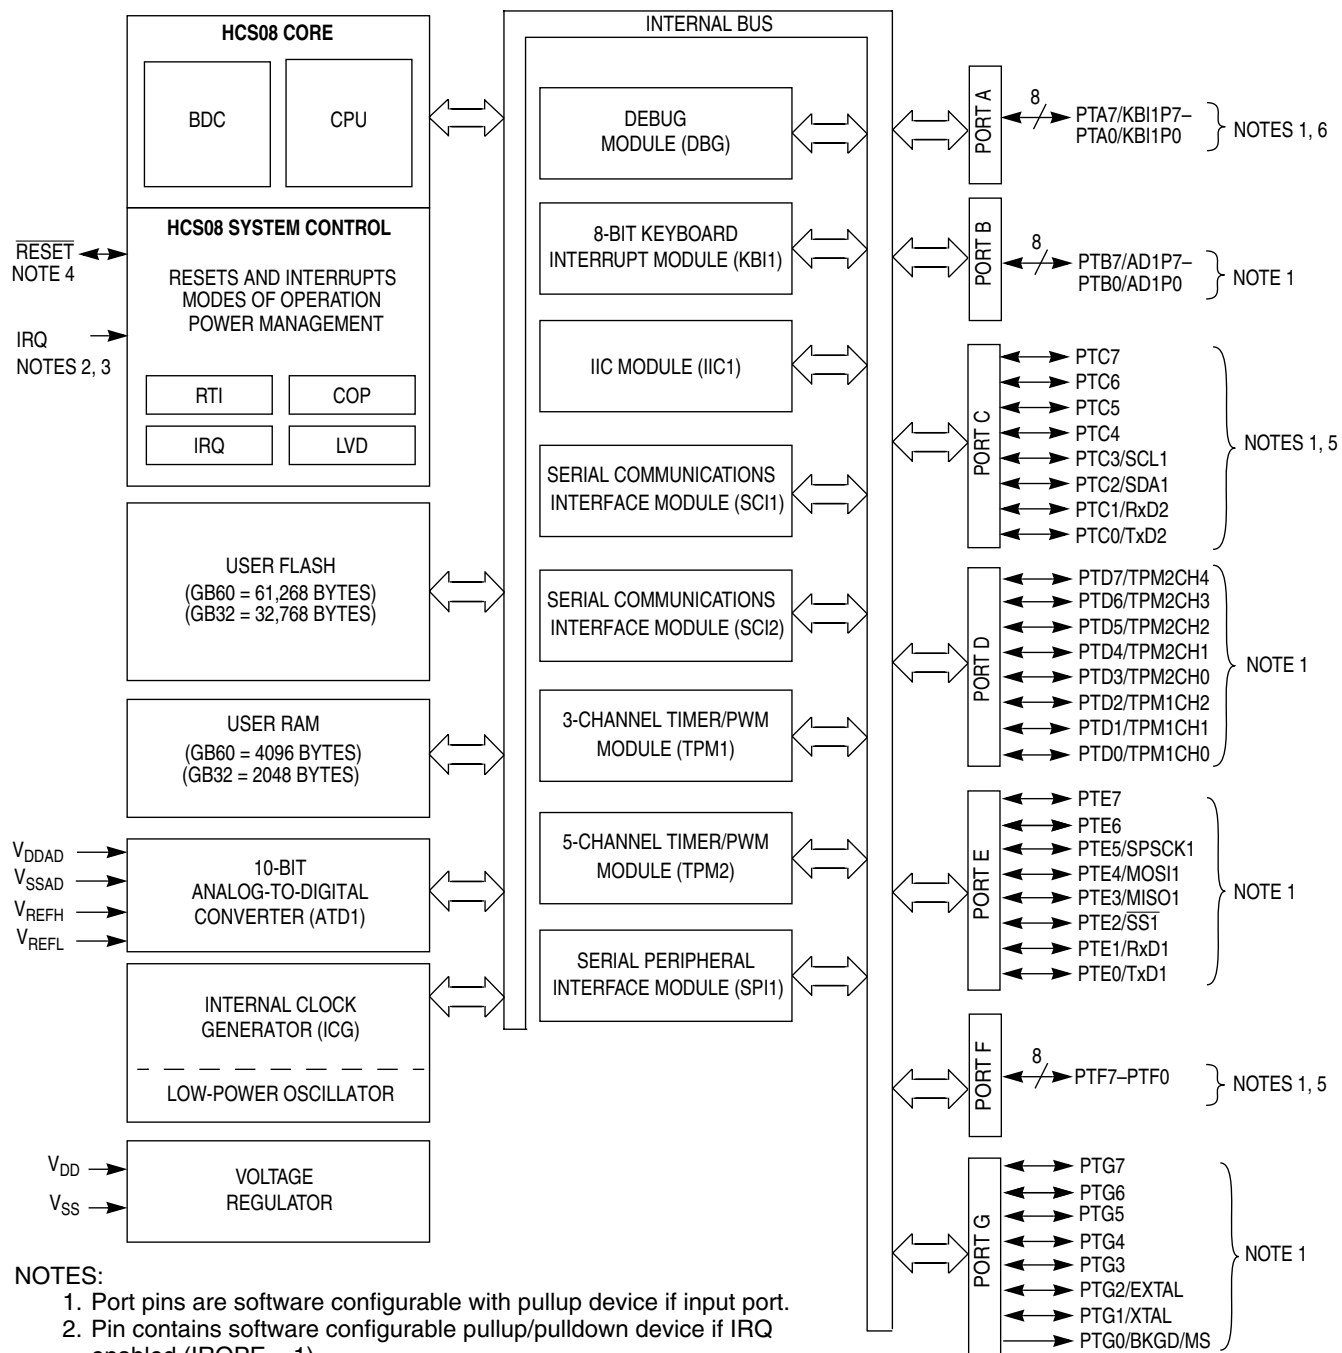 HCS08 CORE
BDC
CPU
HCS08 SYSTEM CONTROL
RESETS AND INTERRUPTS
MODES OF OPERATION
POWER MANAGEMENT
RTI
COP
IRQ
LVD
RESET
NOTE 4
IRQ
NOTES 2, 3
USER FLASH
(GB60 = 61,268 BYTES)
(GB32 = 32,768 BYTES)
USER RAM
(GB60 = 4096 BYTES)
(GB32 = 2048 BYTES)
VDDAD
VSSAD
VREFH
VREFL
10-BIT
ANALOG-TO-DIGITAL
CONVERTER (ATD1)
INTERNAL CLOCK
GENERATOR (ICG)
LOW-POWER OSCILLATOR
VDD
VSS
VOLTAGE
REGULATOR
INTERNAL BUS
DEBUG
MODULE (DBG)
8-BIT KEYBOARD
INTERRUPT MODULE (KBI1)
IIC MODULE (IIC1)
SERIAL COMMUNICATIONS
INTERFACE MODULE (SCI1)
SERIAL COMMUNICATIONS
INTERFACE MODULE (SCI2)
3-CHANNEL TIMER/PWM
MODULE (TPM1)
5-CHANNEL TIMER/PWM
MODULE (TPM2)
SERIAL PERIPHERAL
INTERFACE MODULE (SPI1)
PORT A
8
PTA7/KBI1P7–
PTA0/KBI1P0
NOTES 1, 6
PORT B
8
PTB7/AD1P7–
PTB0/AD1P0
NOTE 1
PORT C
PTC7
PTC6
PTC5
PTC4
PTC3/SCL1
PTC2/SDA1
PTC1/RxD2
PTC0/TxD2
NOTES 1, 5
PORT D
PTD7/TPM2CH4
PTD6/TPM2CH3
PTD5/TPM2CH2
PTD4/TPM2CH1
PTD3/TPM2CH0
PTD2/TPM1CH2
PTD1/TPM1CH1
PTD0/TPM1CH0
NOTE 1
PORT E
PTE7
PTE6
PTE5/SPSCK1
PTE4/MOSI1
PTE3/MISO1
PTE2/SS1
PTE1/RxD1
PTE0/TxD1
NOTE 1
PORT F
8
PTF7–PTF0
NOTES 1, 5
PORT G
PTG7
PTG6
PTG5
PTG4
PTG3
PTG2/EXTAL
PTG1/XTAL
PTG0/BKGD/MS
NOTE 1
NOTES:
1. Port pins are software configurable with pullup device if input port.
2. Pin contains software configurable pullup/pulldown device if IRQ